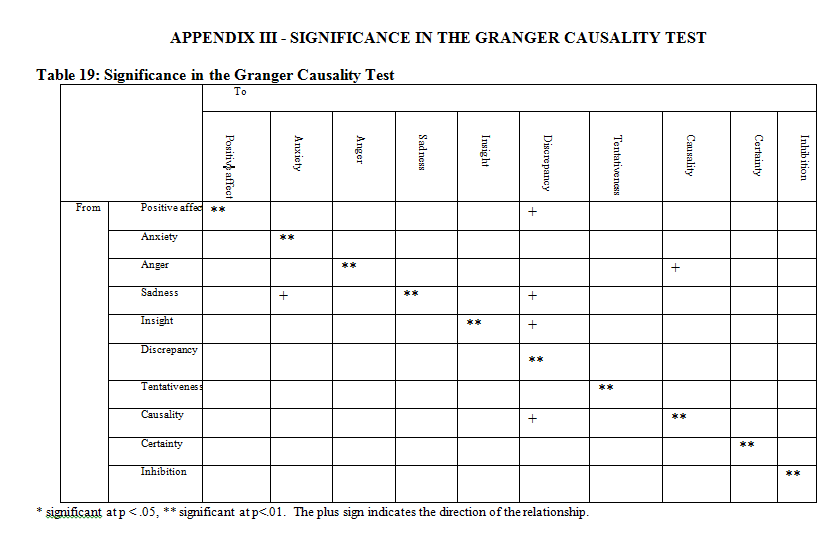 APPENDIX III - SIGNIFICANCE IN THE GRANGER CAUSALITY TEST
Table 19: Significance in the Granger Causality Test
To
Positive affect Anxiety Anger Sadness Insight Discrepancy Tentativeness Causality Certainty Inhibition
From Positive affec ** +
Anxiety **
Anger ** +
Sadness + ** +
Insight ** +
Discrepancy **
Tentativeness **
Causality + **
Certainty **
Inhibition **
* significant at p < .05, ** significant at p<.01. The plus sign indicates the direction of the relationship.